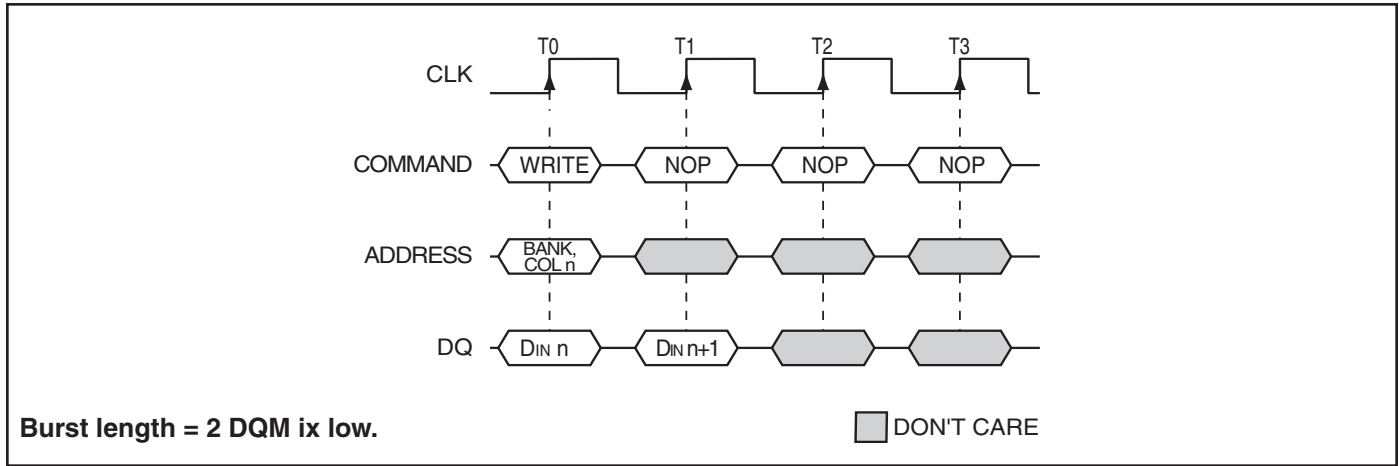 T0 T1 T2 T3
CLK
COMMAND WRITE NOP NOP NOP
ADDRESS BANK,
COL n
DQ DIN n DIN n+1
Burst length = 2 DQM ix low.
DON'T CARE